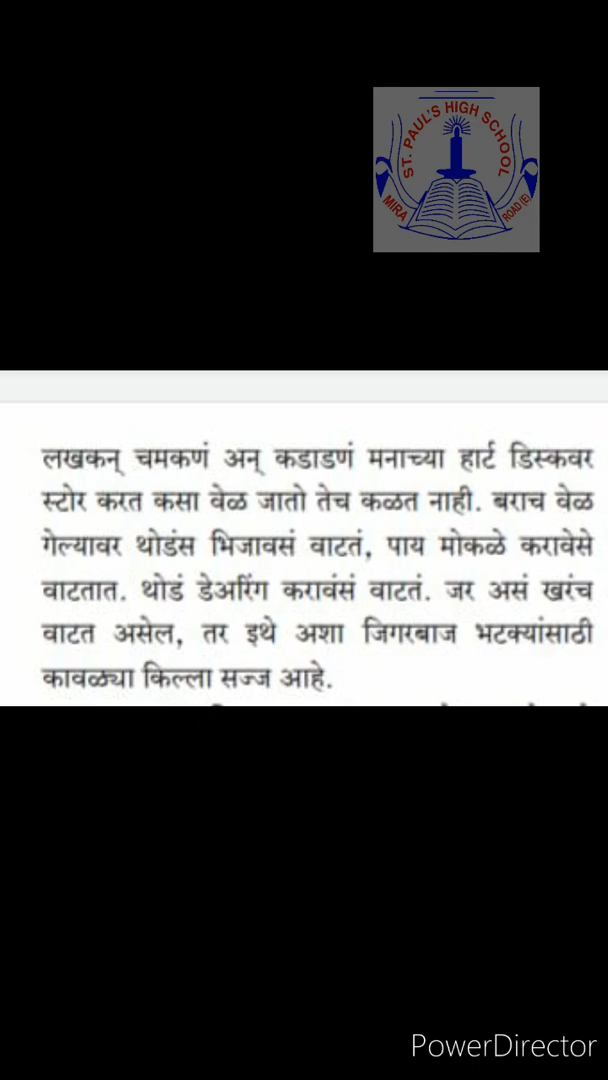 ST. PAUL'S HIGH SCHOOL
MIRA ROAD (E)
लखकन् चमकणं अन् कडाडणं मनाच्या हार्ट डिस्कवर
स्टोर करत कसा वेळ जातो तेच कळत नाही. बराच वेळ
गेल्यावर थोडंस भिजावसं वाटतं, पाय मोकळे करावेसे
वाटतात. थोडं डेअरिंग करावंसं वाटतं. जर असं खरंच
वाटत असेल, तर इथे अशा जिगरबाज भटक्यांसाठी
कावळ्या किल्ला सज्ज आहे.
PowerDirector